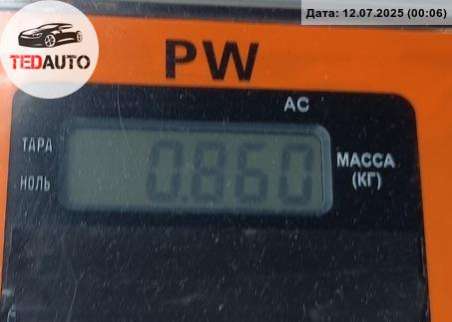 Дата: 12.07.2025 (00:06)
TEDAUTO
PW
AC
ТАРА
НОЛЬ
0.860
МАССА
(КГ)